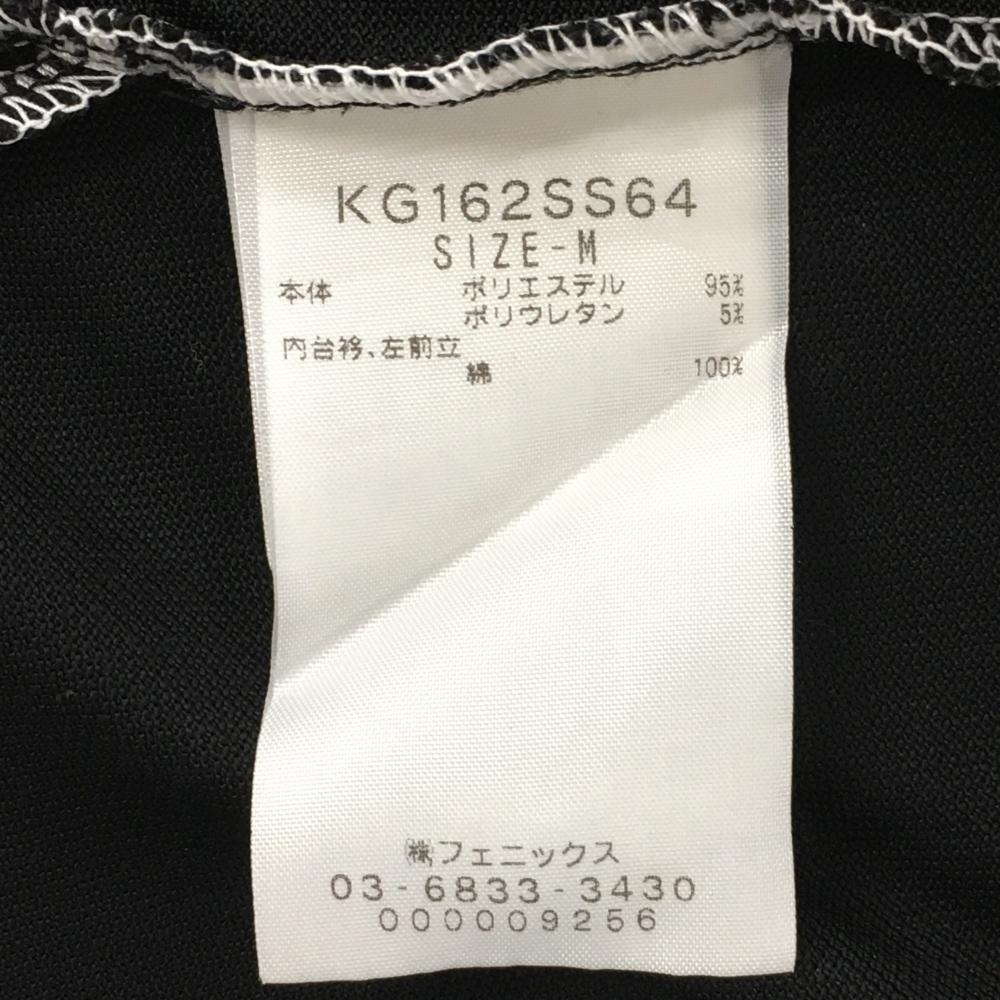 KG162SS64
SIZE-M
本体 ポリエステル 95%
ポリウレタン 5%
内台衿、左前立
綿 100%
㈱フェニックス
03-6833-3430
000009256